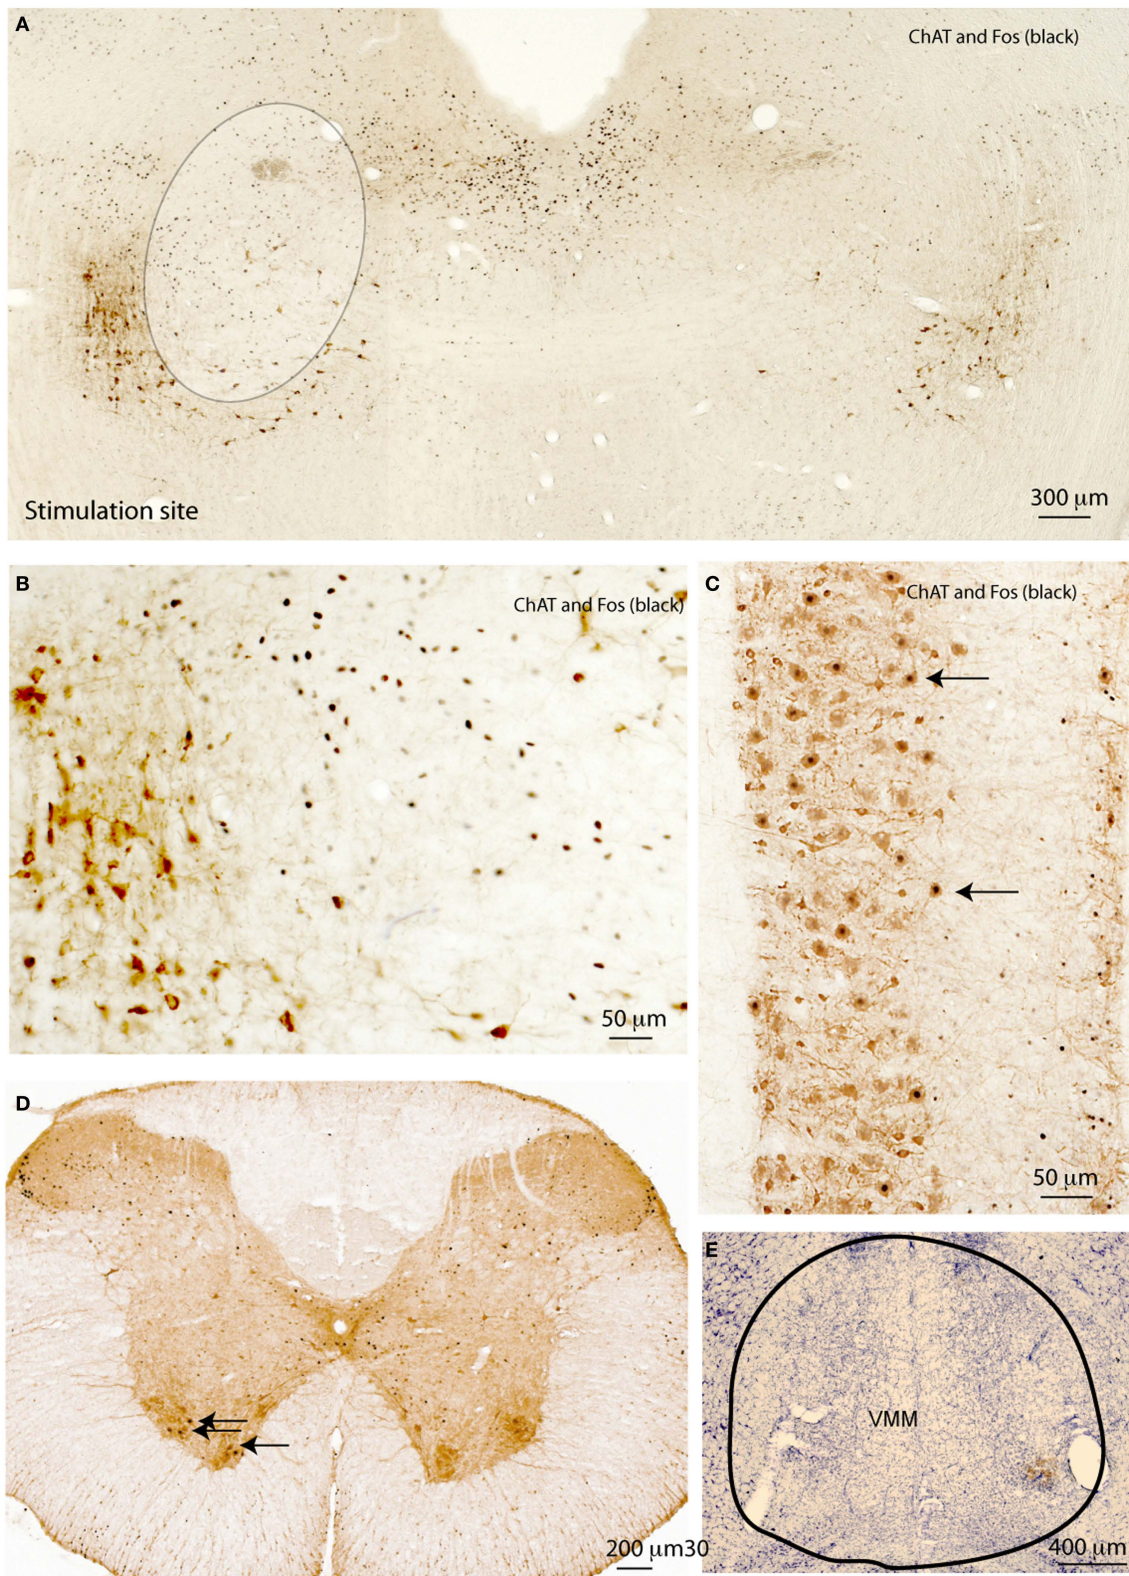 A
ChAT and Fos (black)
Stimulation site
300 μm
B
ChAT and Fos (black)
50 μm
C
ChAT and Fos (black)
50 μm
D
200 μm30
E
VMM
400 μm